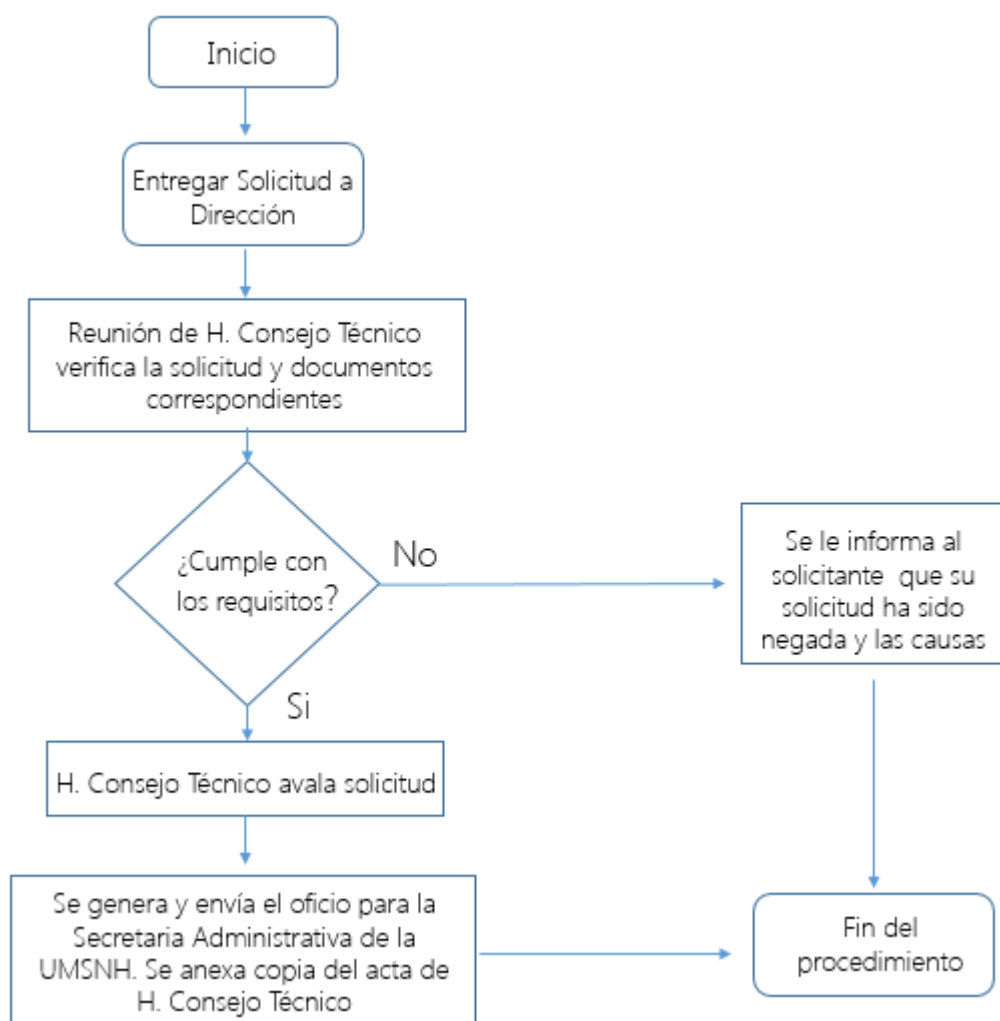 Inicio
Entregar Solicitud a
Dirección
Reunión de H. Consejo Técnico
verifica la solicitud y documentos
correspondientes
¿Cumple con
los requisitos?
No
Se le informa al
solicitante que su
solicitud ha sido
negada y las causas
Si
H. Consejo Técnico avala solicitud
Se genera y envía el oficio para la
Secretaria Administrativa de la
UMSNH. Se anexa copia del acta de
H. Consejo Técnico
Fin del
procedimiento